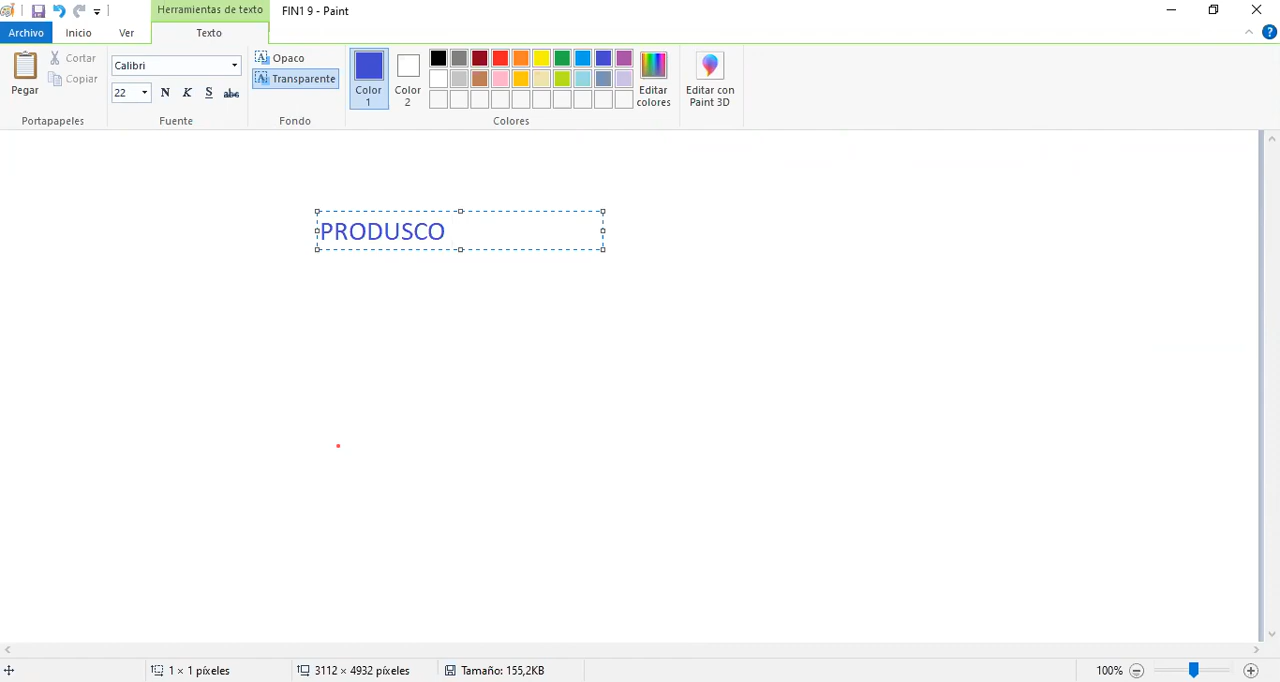 Herramientas de texto FIN1 9 - Paint
Archivo Inicio Ver Texto
Pegar Cortar Copiar
Portapapeles
Calibri
22 N K S abc
Fuente
Opaco
Transparente
Fondo
Color 1
Color 2
Editar colores
Colores
Editar con Paint 3D
PRODUSCO
1 × 1 píxeles 3112 × 4932 píxeles Tamaño: 155,2KB 100%